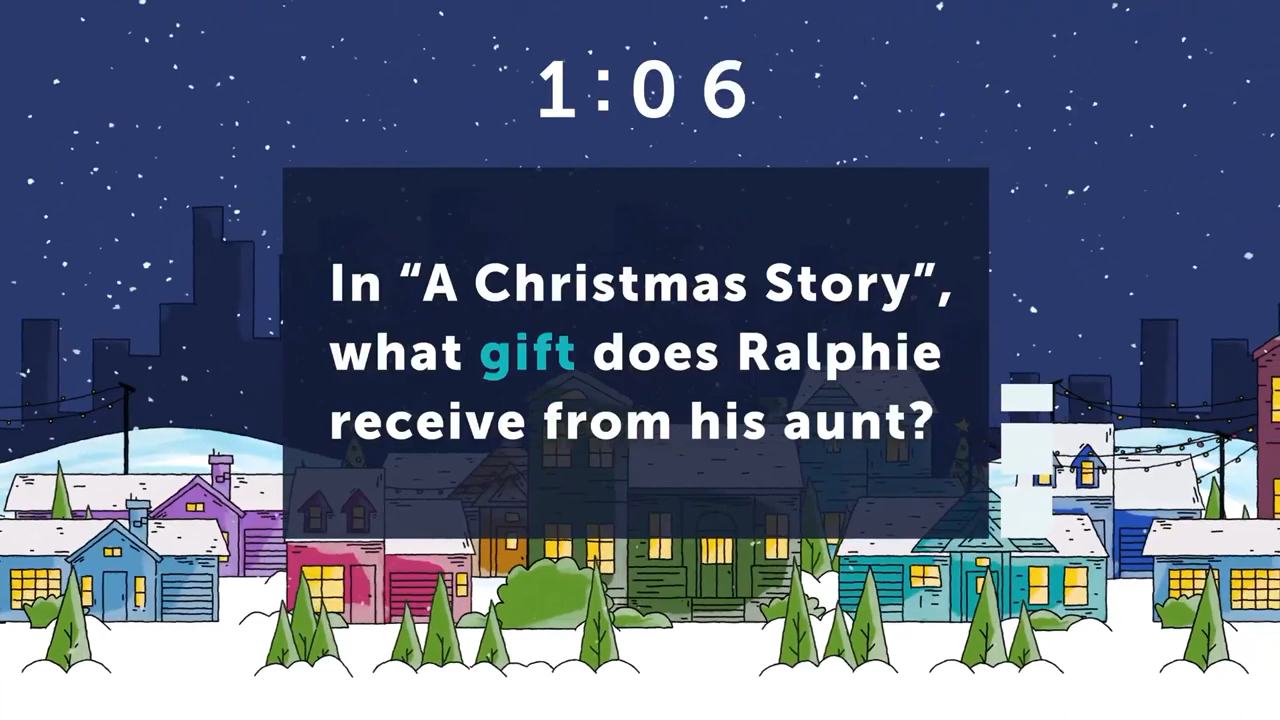 1:06
In “A Christmas Story”,
what gift does Ralphie
receive from his aunt?